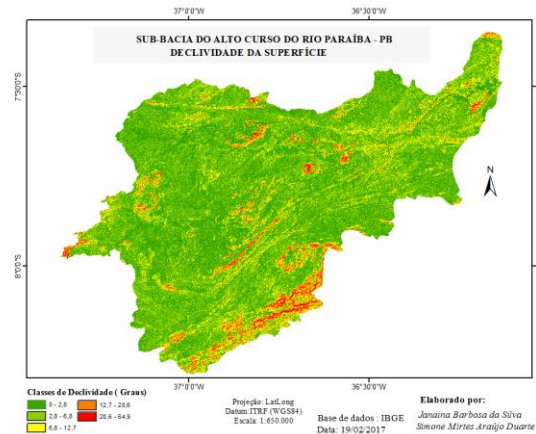 37°0'0"O
36°30'0"O
SUB-BACIA DO ALTO CURSO DO RIO PARAÍBA - PB
DECLIVIDADE DA SUPERFÍCIE
7°30'0"S
N
8°0'0"S
37°0'0"O
36°30'0"O
Classes de Declividade ( Graus)
0 - 2,8
2,8 - 6,8
6,8 - 12,7
12,7 - 20,6
20,6 - 64,9
Projeção: LatLong
Datum: ITRF (WGS84)
Escala: 1:650.000
Base de dados : IBGE
Data: 19/02/2017
Elaborado por:
Janaina Barbosa da Silva
Simone Mirtes Araújo Duarte